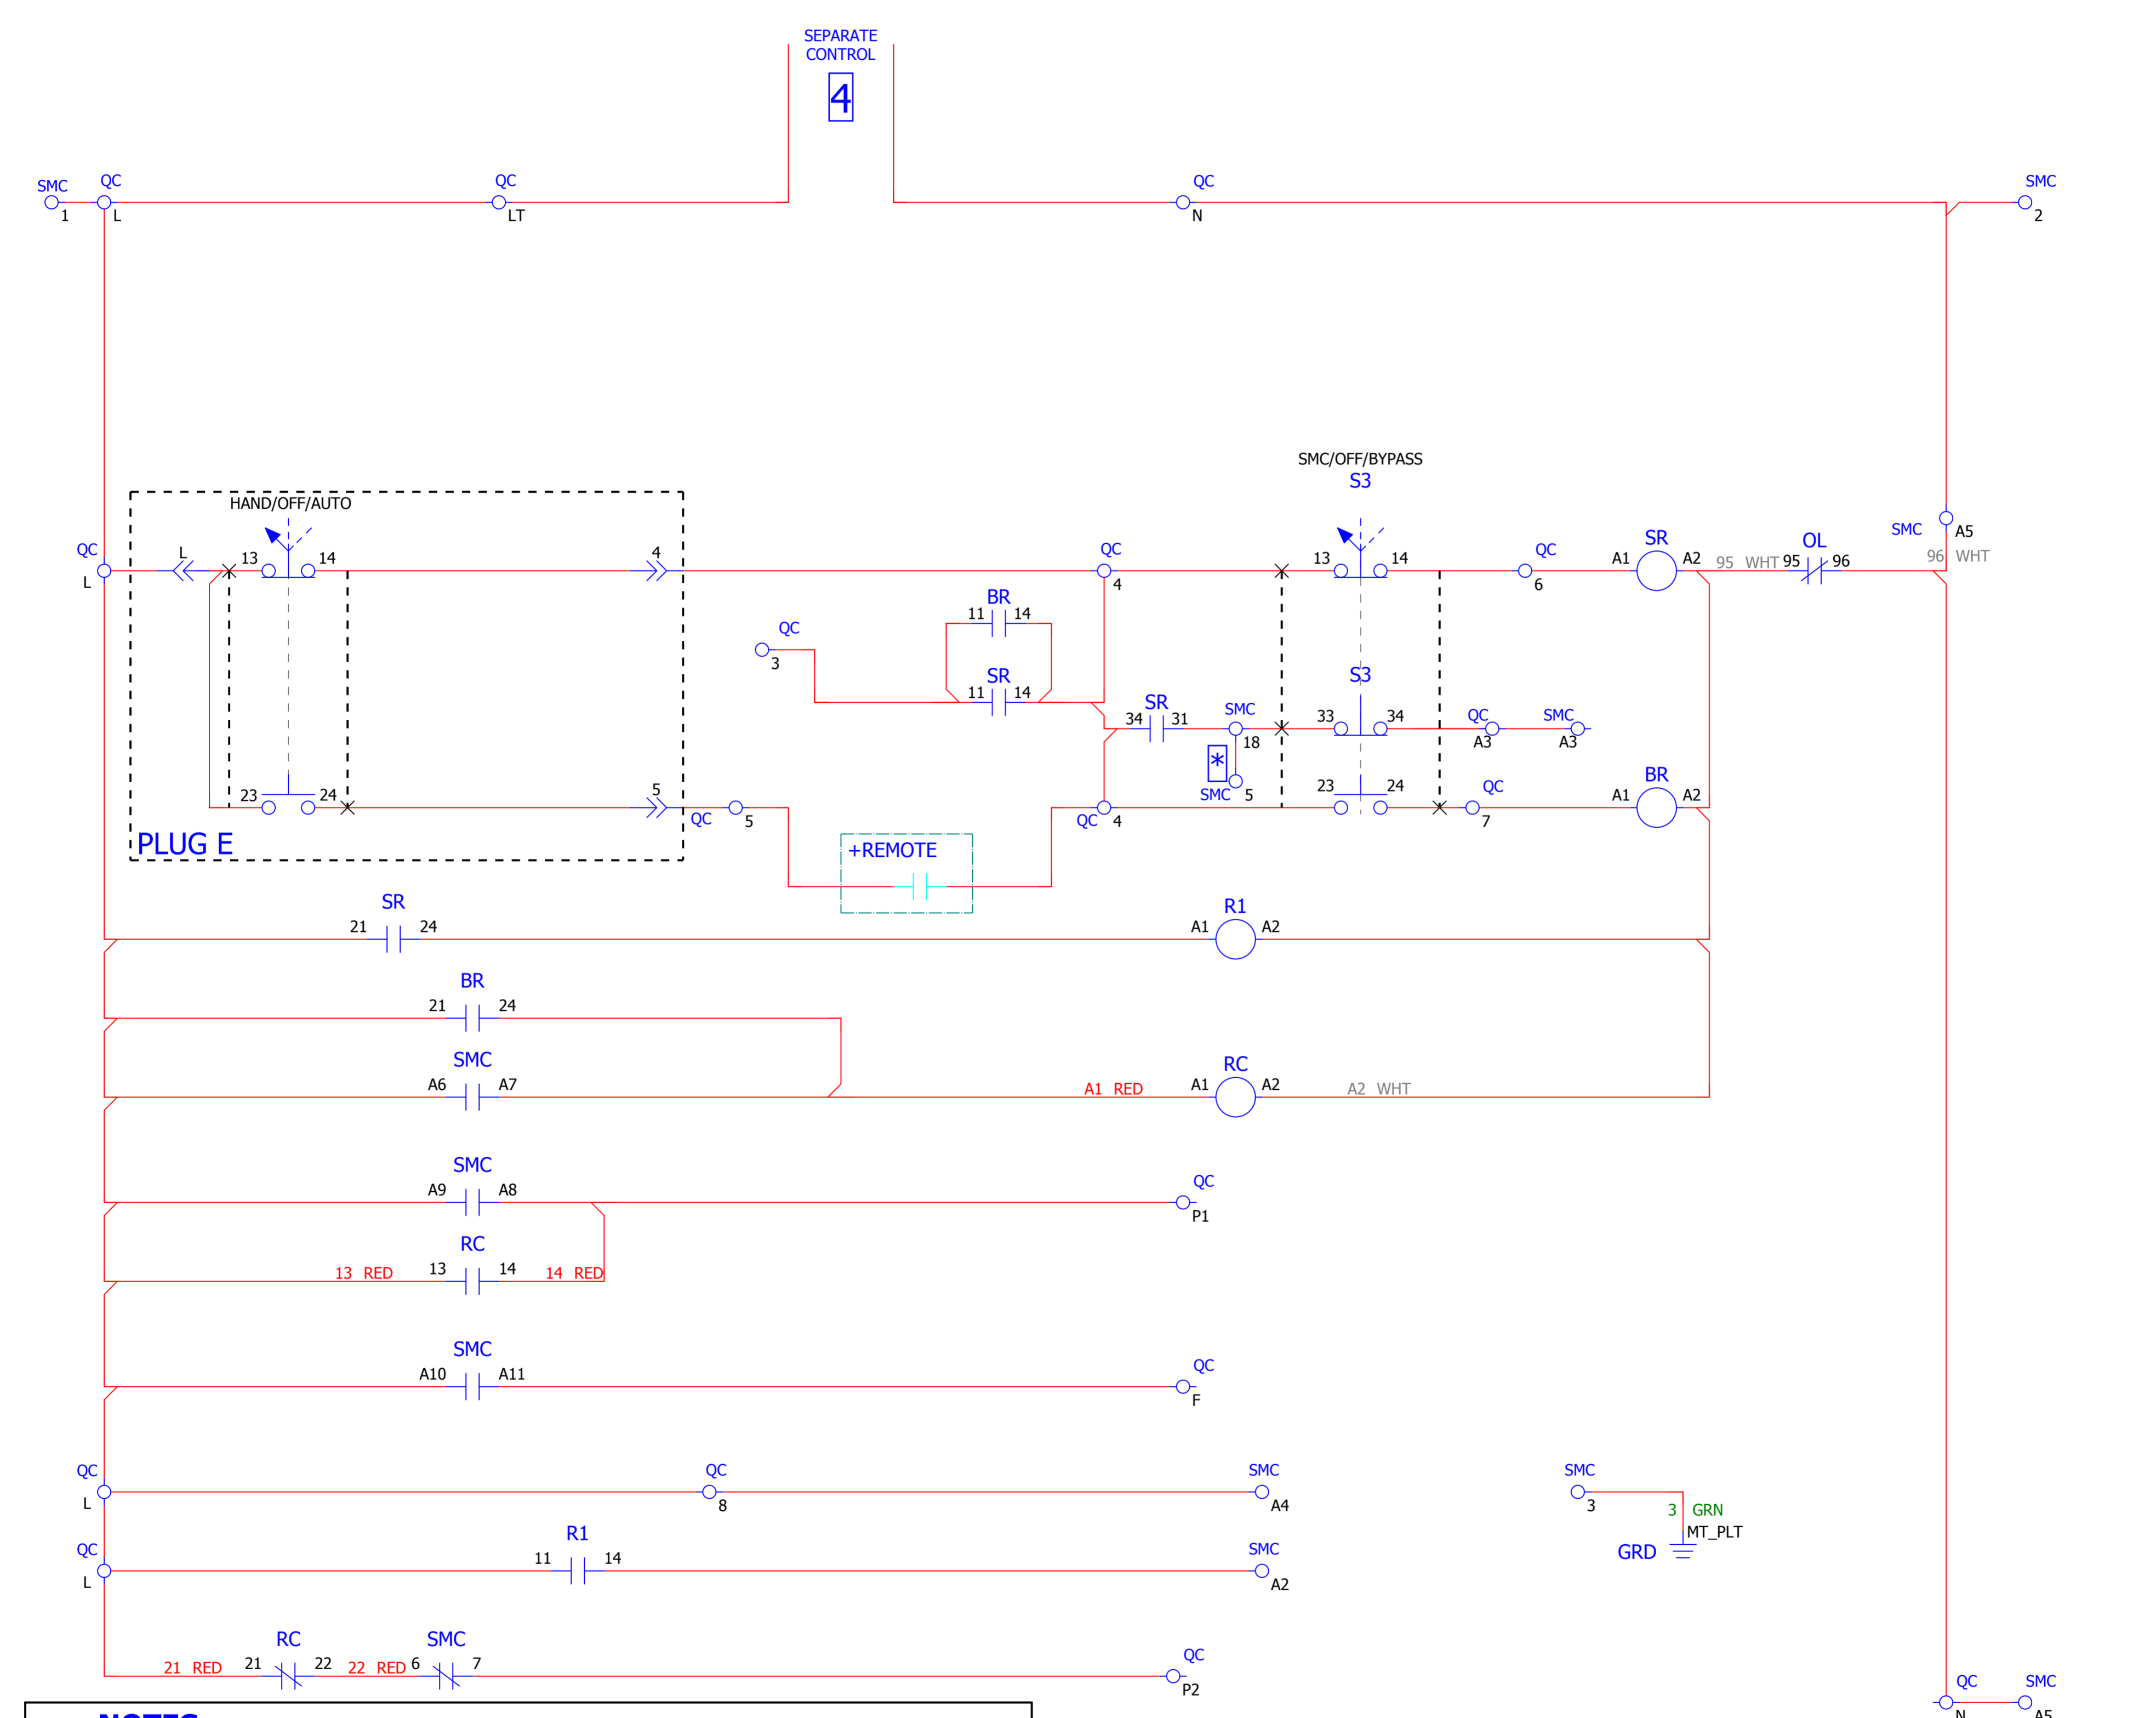 SEPARATE
CONTROL
4
SMC
QC
QC
QC
SMC
1
L
LT
N
2
SMC/OFF/BYPASS
S3
HAND/OFF/AUTO
SMC
A5
QC
L
L
13
14
4
QC
4
13
14
QC
6
SR
A1
A2
95 WHT
95
OL
96
96 WHT
BR
11
14
QC
3
SR
11
14
S3
SR
34
31
SMC
18
33
34
QC
A3
SMC
A3
*
SMC
5
23
24
5
QC
5
QC
4
23
24
QC
7
BR
A1
A2
PLUG E
+REMOTE
SR
21
24
R1
A1
A2
BR
21
24
SMC
A6
A7
A1 RED
RC
A1
A2
A2 WHT
SMC
A9
A8
QC
P1
RC
13 RED
13
14
14 RED
SMC
A10
A11
QC
F
QC
L
QC
8
SMC
A4
SMC
3
3 GRN
MT_PLT
GRD
QC
L
R1
11
14
SMC
A2
RC
21 RED
21
22
22 RED
SMC
6
7
QC
P2
QC
N
SMC
A5
NOTES